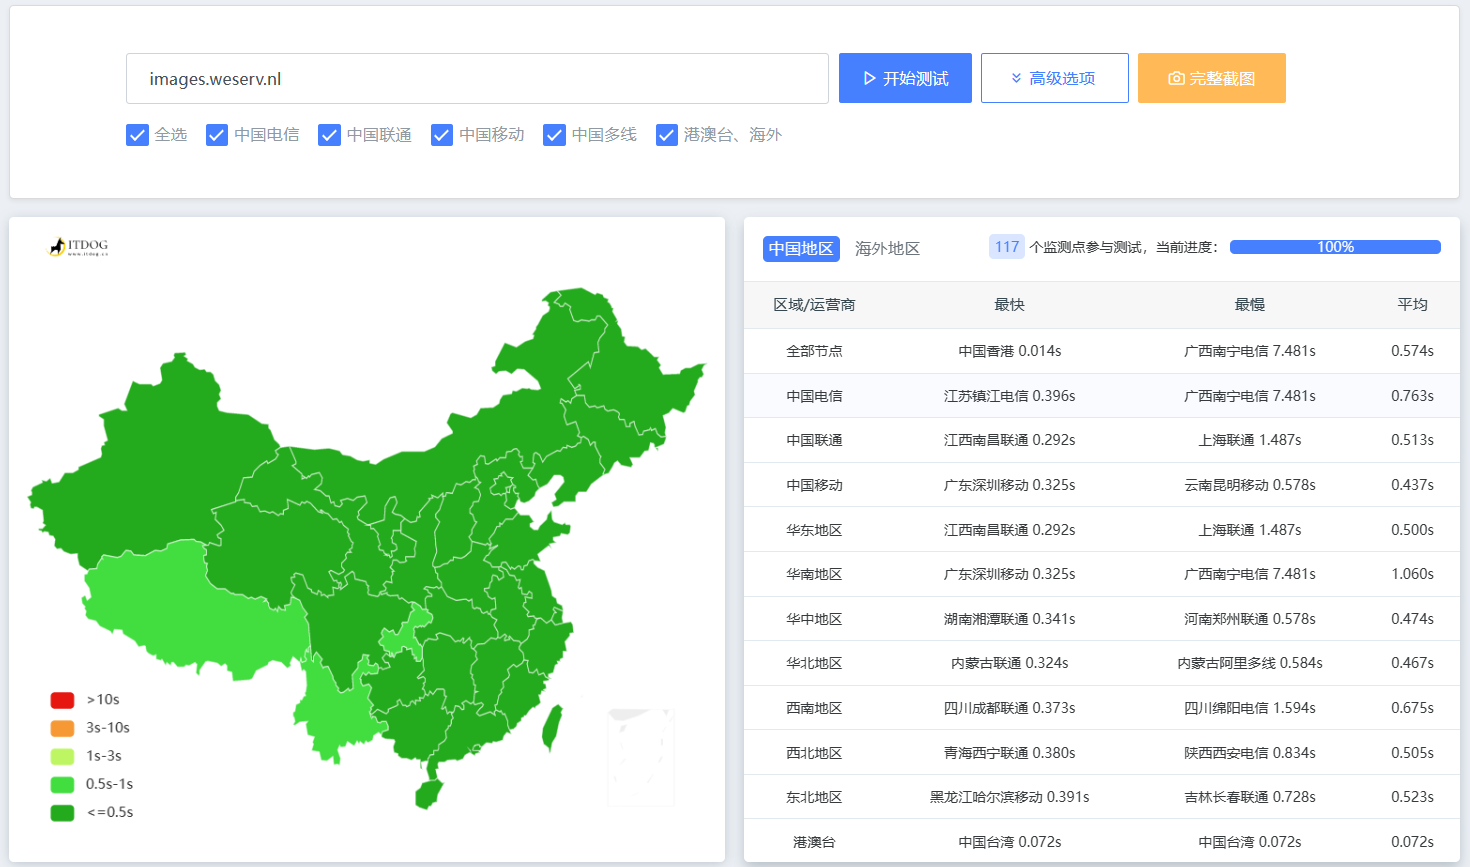 images.weserv.nl
开始测试
高级选项
完整截图
全选 中国电信 中国联通 中国移动 中国多线 港澳台、海外
ITDOG
www.itdog.cn
>10s
3s-10s
1s-3s
0.5s-1s
<=0.5s
中国地区 海外地区 117 个监测点参与测试，当前进度： 100%
区域/运营商 最快 最慢 平均
全部节点 中国香港 0.014s 广西南宁电信 7.481s 0.574s
中国电信 江苏镇江电信 0.396s 广西南宁电信 7.481s 0.763s
中国联通 江西南昌联通 0.292s 上海联通 1.487s 0.513s
中国移动 广东深圳移动 0.325s 云南昆明移动 0.578s 0.437s
华东地区 江西南昌联通 0.292s 上海联通 1.487s 0.500s
华南地区 广东深圳移动 0.325s 广西南宁电信 7.481s 1.060s
华中地区 湖南湘潭联通 0.341s 河南郑州联通 0.578s 0.474s
华北地区 内蒙古联通 0.324s 内蒙古阿里多线 0.584s 0.467s
西南地区 四川成都联通 0.373s 四川绵阳电信 1.594s 0.675s
西北地区 青海西宁联通 0.380s 陕西西安电信 0.834s 0.505s
东北地区 黑龙江哈尔滨移动 0.391s 吉林长春联通 0.728s 0.523s
港澳台 中国台湾 0.072s 中国台湾 0.072s 0.072s